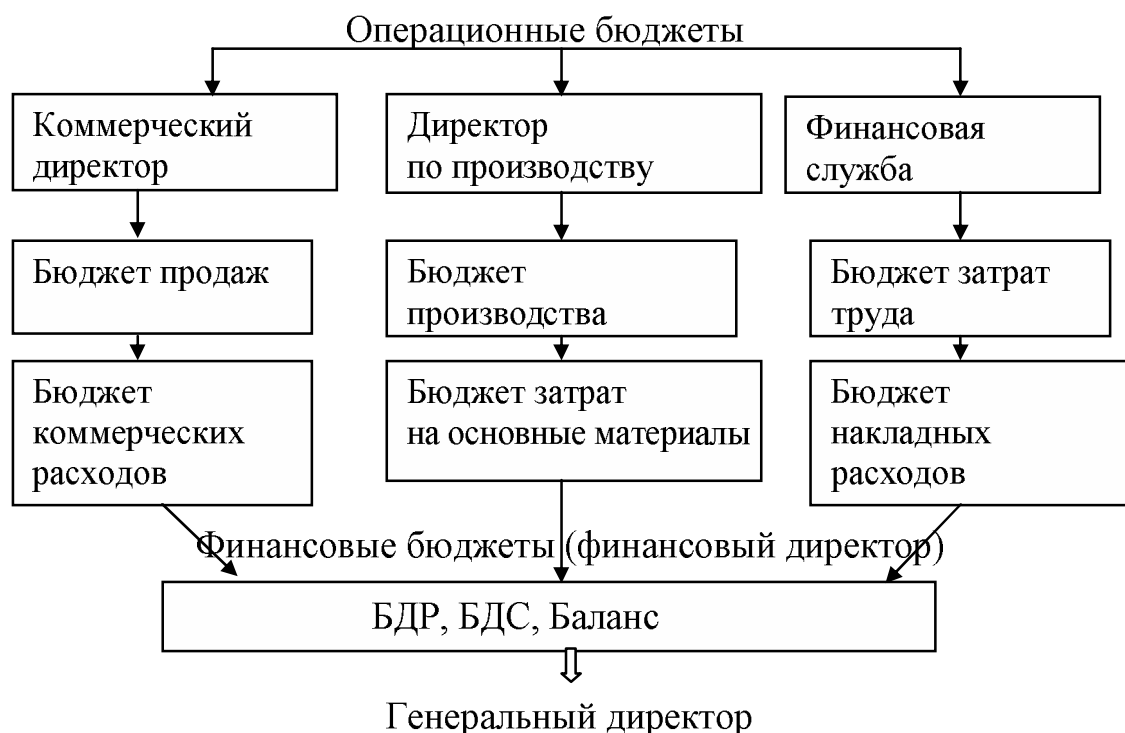 Операционные бюджеты
Коммерческий
директор
Директор
по производству
Финансовая
служба
Бюджет продаж
Бюджет
производства
Бюджет затрат
труда
Бюджет
коммерческих
расходов
Бюджет затрат
на основные материалы
Бюджет
накладных
расходов
Финансовые бюджеты (финансовый директор)
БДР, БДС, Баланс
Генеральный директор